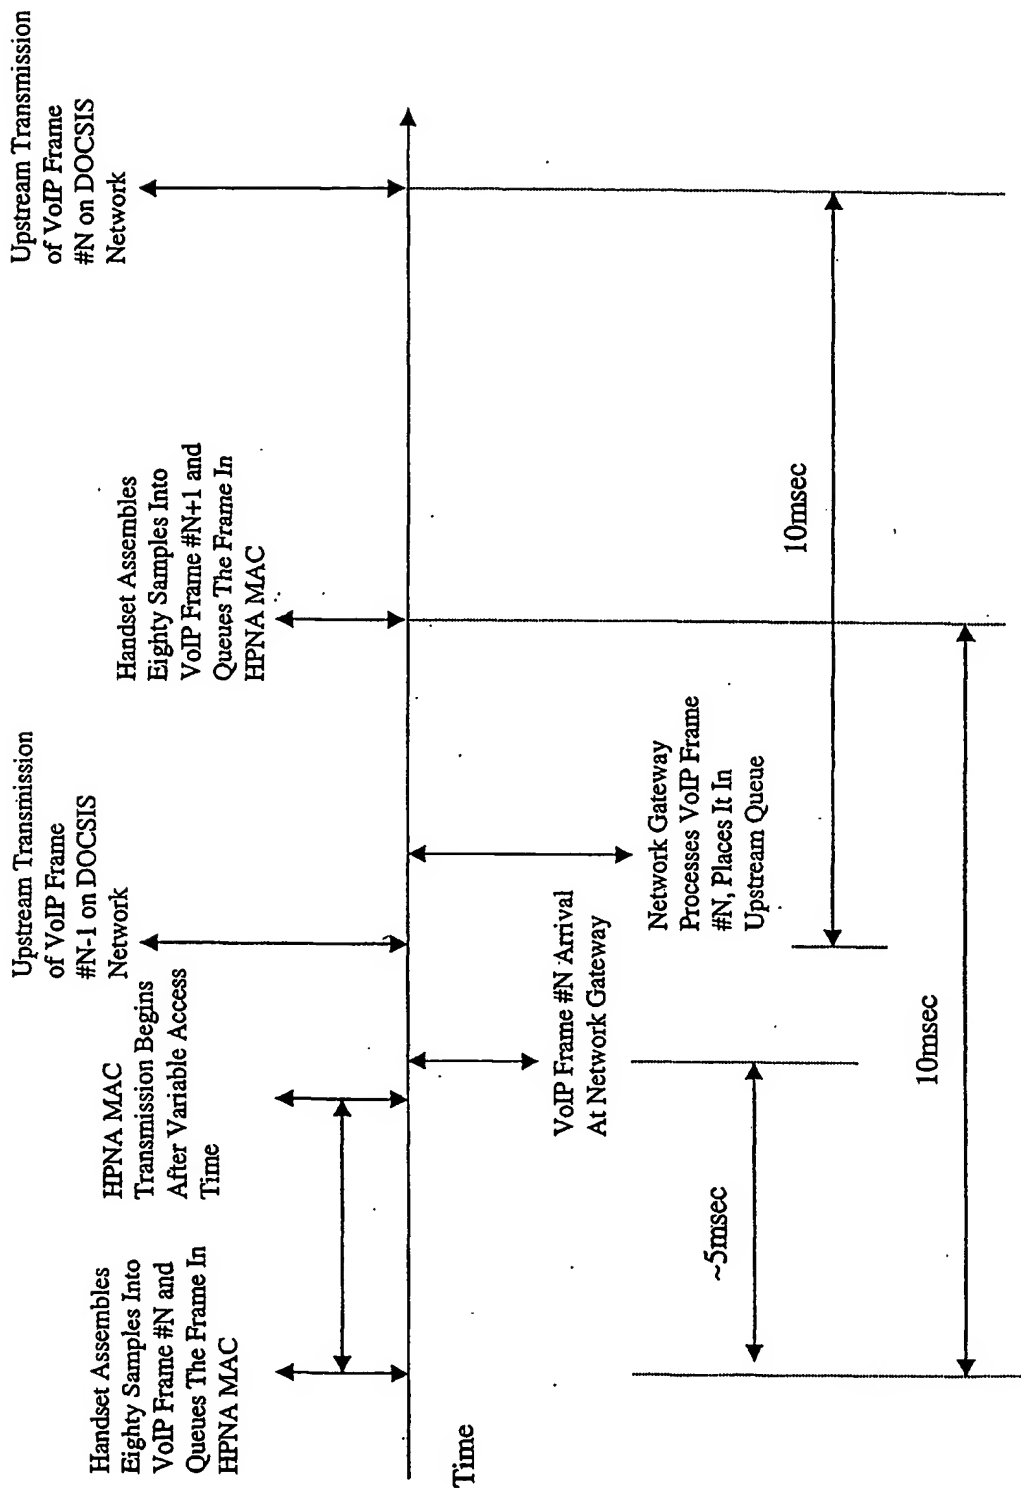 Handset Assembles
Eighty Samples Into
VoIP Frame #N and
Queues The Frame In
HPNA MAC
HPNA MAC
Transmission Begins
After Variable Access
Time
Upstream Transmission
of VoIP Frame
#N-1 on DOCSIS
Network
Handset Assembles
Eighty Samples Into
VoIP Frame #N+1 and
Queues The Frame In
HPNA MAC
Upstream Transmission
of VoIP Frame
#N on DOCSIS
Network
Time
VoIP Frame #N Arrival
At Network Gateway
Network Gateway
Processes VoIP Frame
#N, Places It In
Upstream Queue
~5msec
10msec
10msec